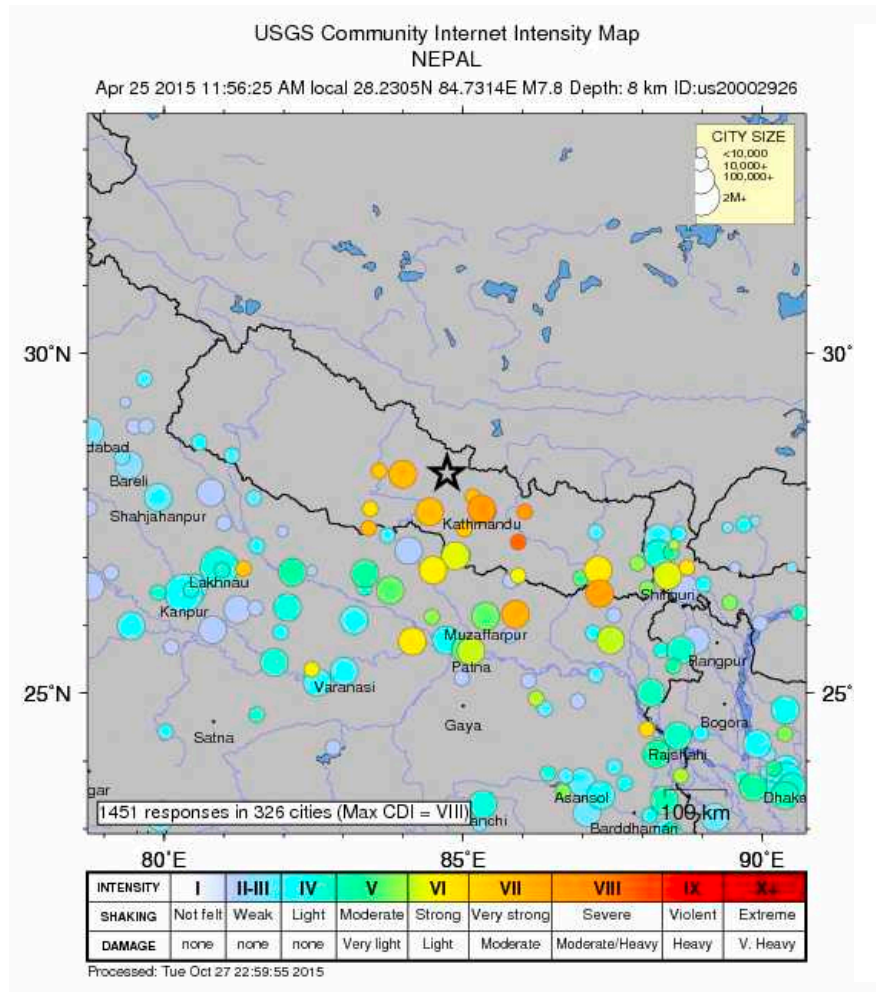 USGS Community Internet Intensity Map
NEPAL
Apr 25 2015 11:56:25 AM local 28.2305N 84.7314E M7.8 Depth: 8 km ID:us20002926
CITY SIZE
<10,000
10,000+
100,000+
2M+
30°N
30°
dabad
Bareli
Shahjahanpur
Kathmandu
Lakhnau
Kanpur
Shiliguri
Muzaffarpur
Patna
Rangpur
Varanasi
25°N
25°
Satna
Gaya
Bogora
Rajshahi
gar
Asansol
Dhaka
1451 responses in 326 cities (Max CDI = VIII)
anchi
100 km
Barddhaman
80°E
85°E
90°E
INTENSITY I II-III IV V VI VII VIII IX X+
SHAKING Not felt Weak Light Moderate Strong Very strong Severe Violent Extreme
DAMAGE none none none Very light Light Moderate Moderate/Heavy Heavy V. Heavy
Processed: Tue Oct 27 22:59:55 2015